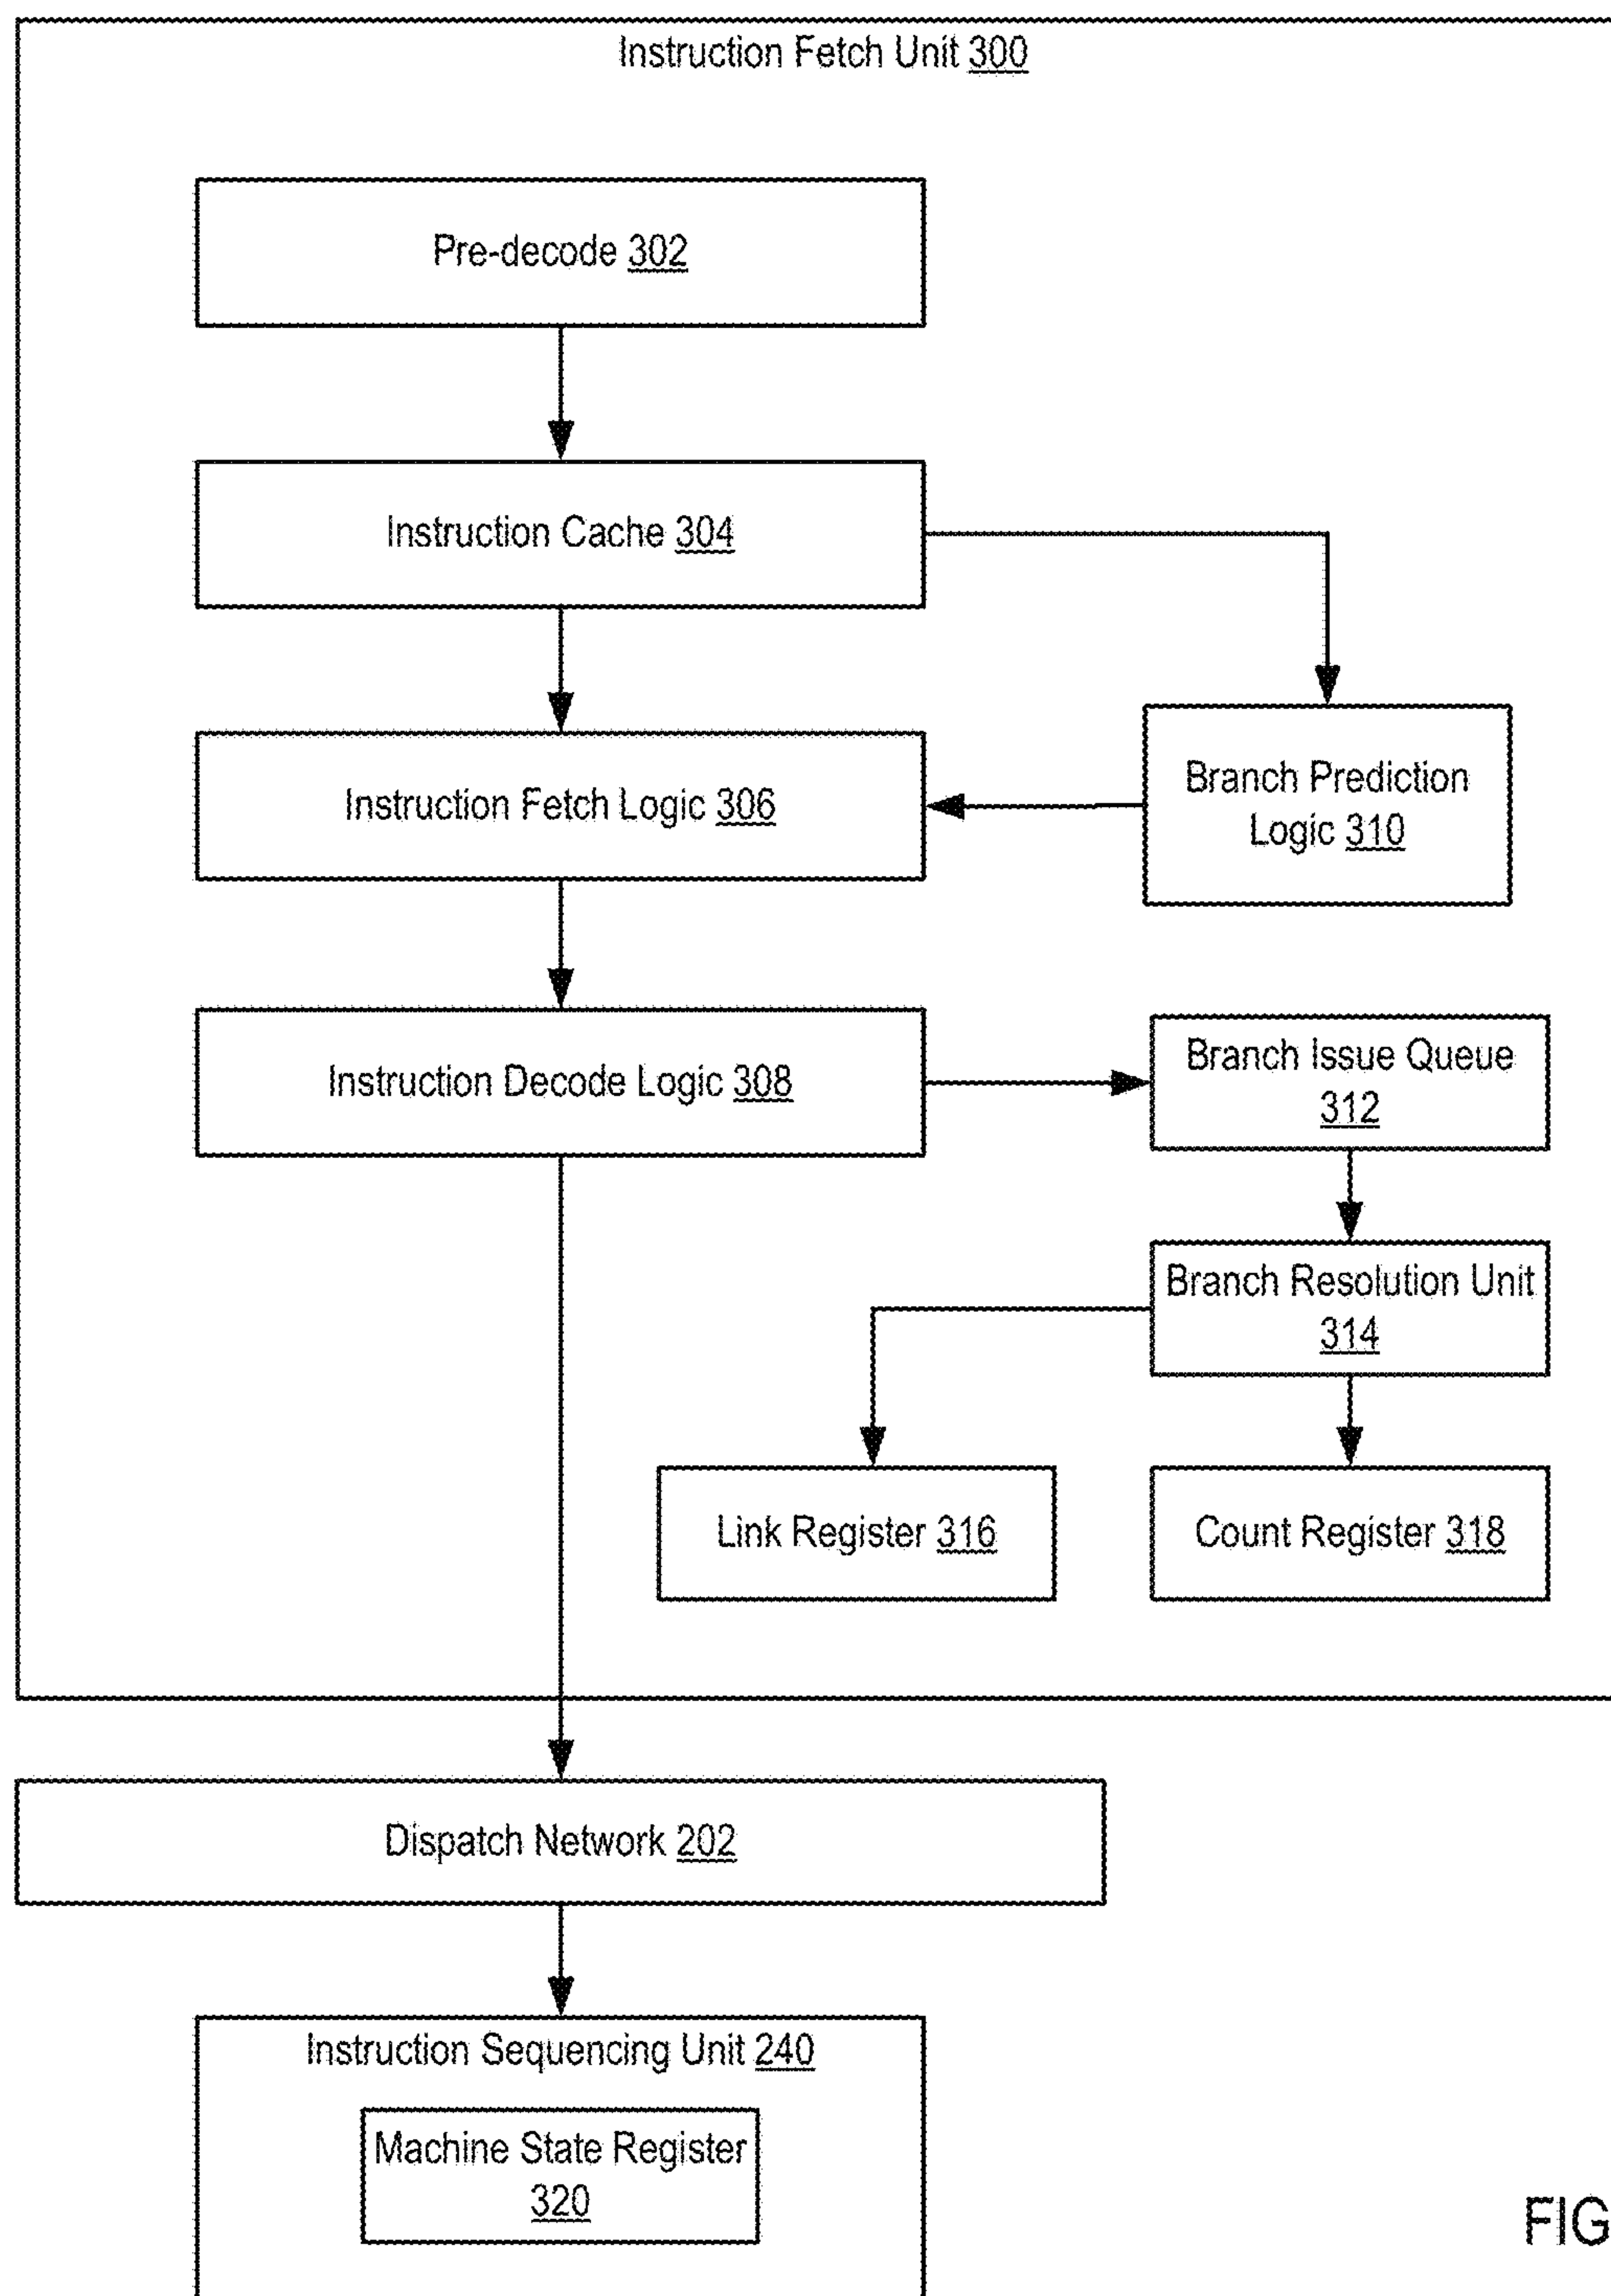 Instruction Fetch Unit 300
Pre-decode 302
Instruction Cache 304
Instruction Fetch Logic 306
Branch Prediction
Logic 310
Instruction Decode Logic 308
Branch Issue Queue
312
Branch Resolution Unit
314
Link Register 316
Count Register 318
Dispatch Network 202
Instruction Sequencing Unit 240
Machine State Register
320
FIG